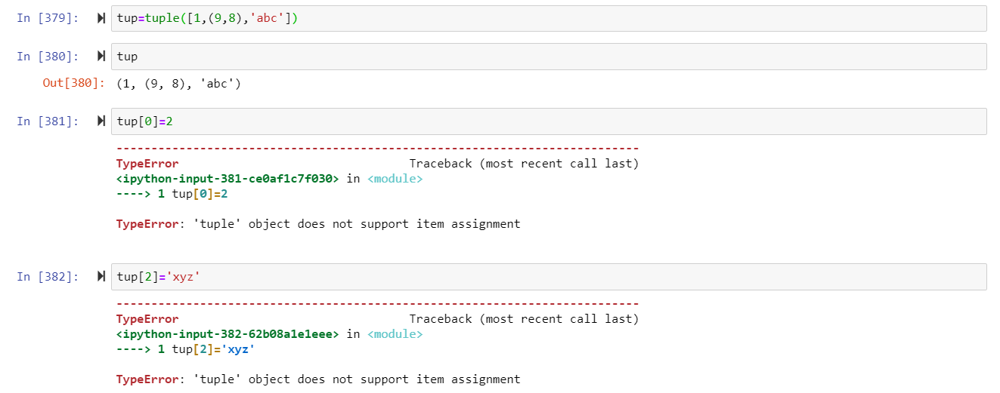 In [379]: tup=tuple([1,(9,8),'abc'])
In [380]: tup
Out[380]: (1, (9, 8), 'abc')
In [381]: tup[0]=2
---------------------------------------------------------------------------
TypeError                                 Traceback (most recent call last)
<ipython-input-381-ce0af1c7f030> in <module>
----> 1 tup[0]=2
TypeError: 'tuple' object does not support item assignment
In [382]: tup[2]='xyz'
---------------------------------------------------------------------------
TypeError                                 Traceback (most recent call last)
<ipython-input-382-62b08a1e1eee> in <module>
----> 1 tup[2]='xyz'
TypeError: 'tuple' object does not support item assignment